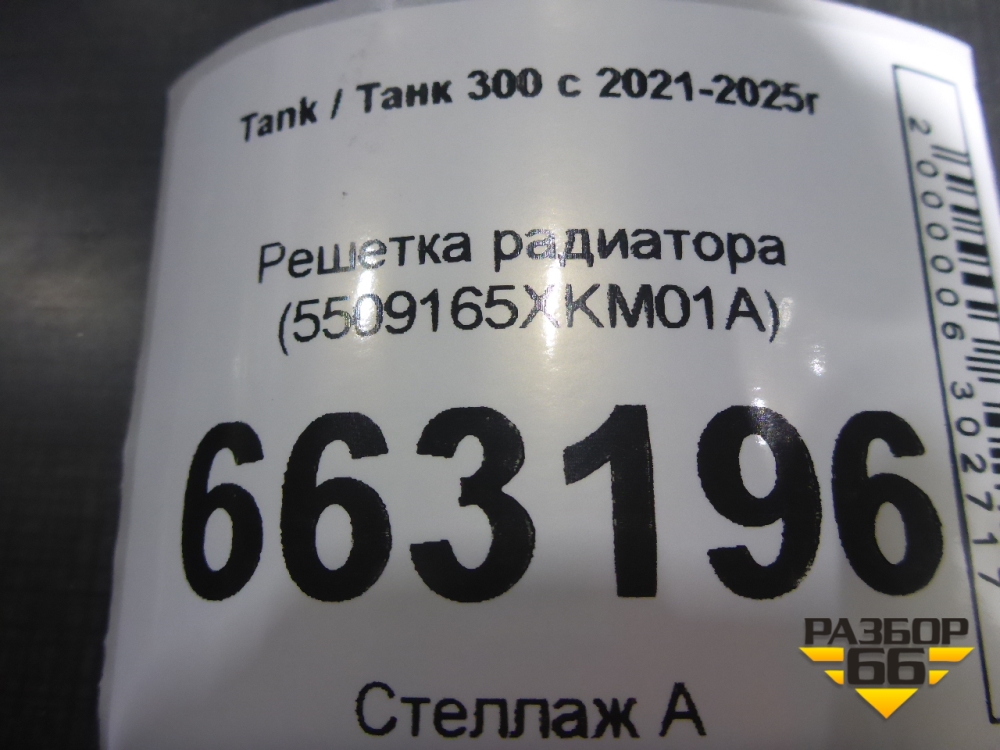 Tank / Танк 300 с 2021-2025г
Решетка радиатора
(5509165XKM01A)
663196
Стеллаж А
2000006302717
РАЗБОР
66